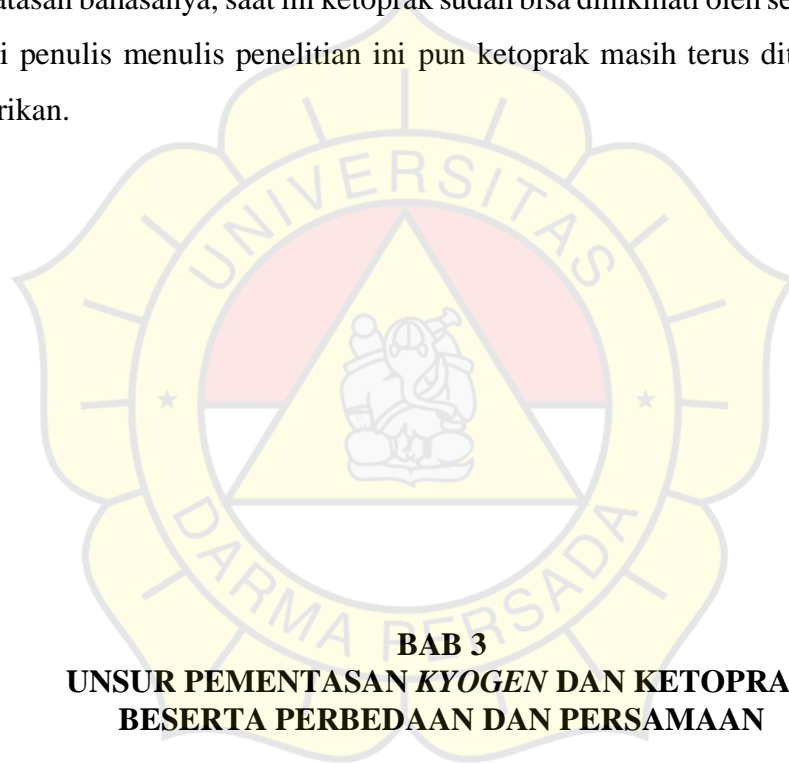 atasan bahasanya, saat ini ketoprak sudah bisa dinikmati oleh se
i penulis menulis penelitian ini pun ketoprak masih terus dit
rikan.
UNIVERSITAS
DARMA PERSADA
BAB 3
UNSUR PEMENTASAN KYOGEN DAN KETOPRA
BESERTA PERBEDAAN DAN PERSAMAAN